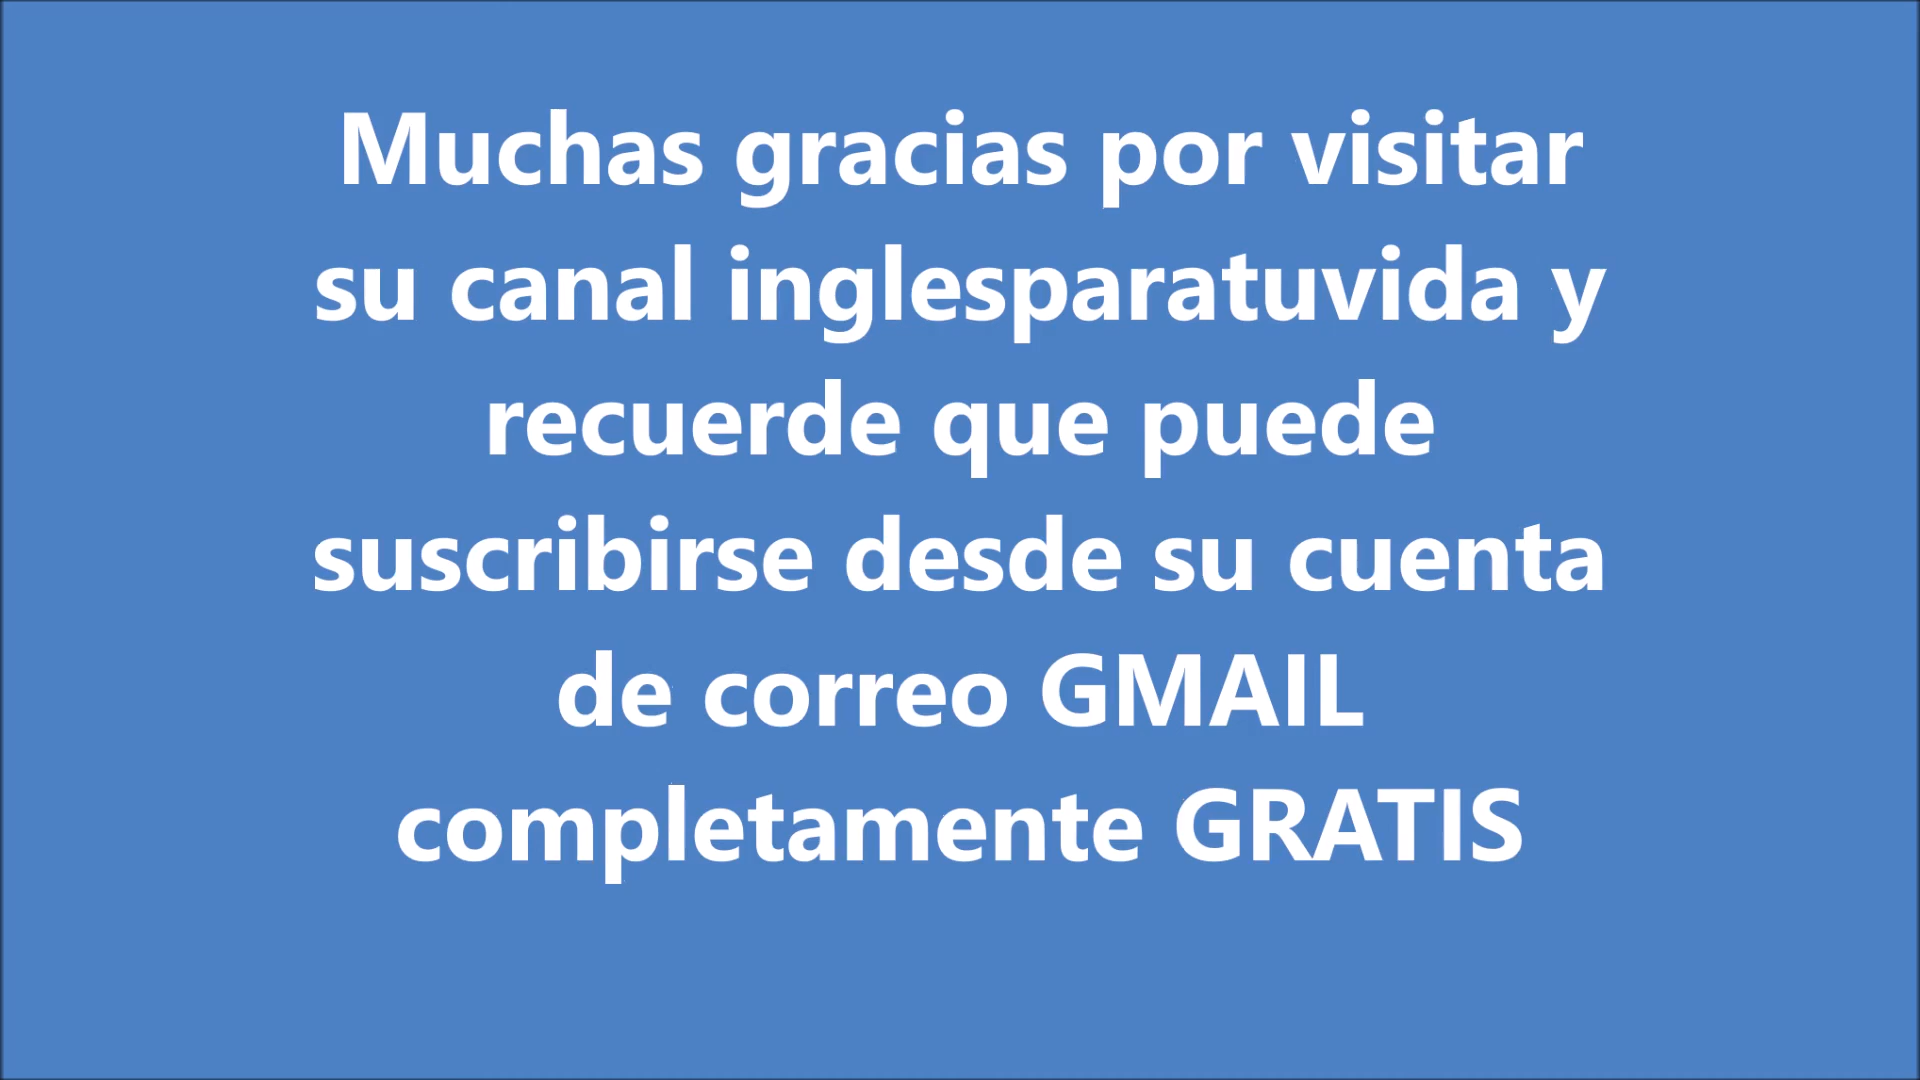 Muchas gracias por visitar
su canal inglesparatuvida y
recuerde que puede
suscribirse desde su cuenta
de correo GMAIL
completamente GRATIS